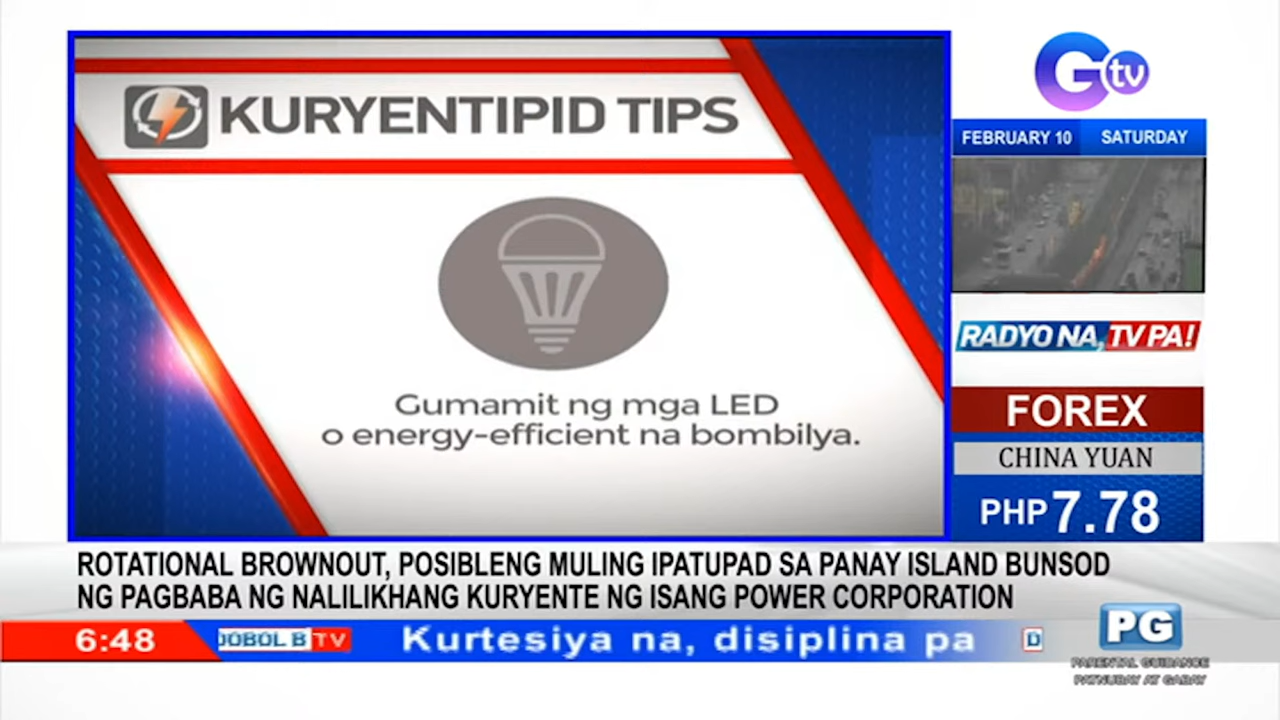 KURYENTIPID TIPS
Gumamit ng mga LED
o energy-efficient na bombilya.
Gtv
FEBRUARY 10 SATURDAY
RADYO NA, TV PA!
FOREX
CHINA YUAN
PHP 7.78
ROTATIONAL BROWNOUT, POSIBLENG MULING IPATUPAD SA PANAY ISLAND BUNSOD
NG PAGBABA NG NALILIKHANG KURYENTE NG ISANG POWER CORPORATION
6:48 DOBOL B TV Kurtesiya na, disiplina pa D
PG
PARENTAL GUIDANCE
PATNUBAY AT GABAY